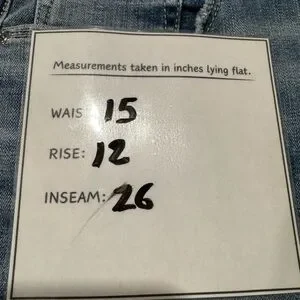 Measurements taken in inches lying flat.
WAIS 15
RISE: 12
INSEAM: 26